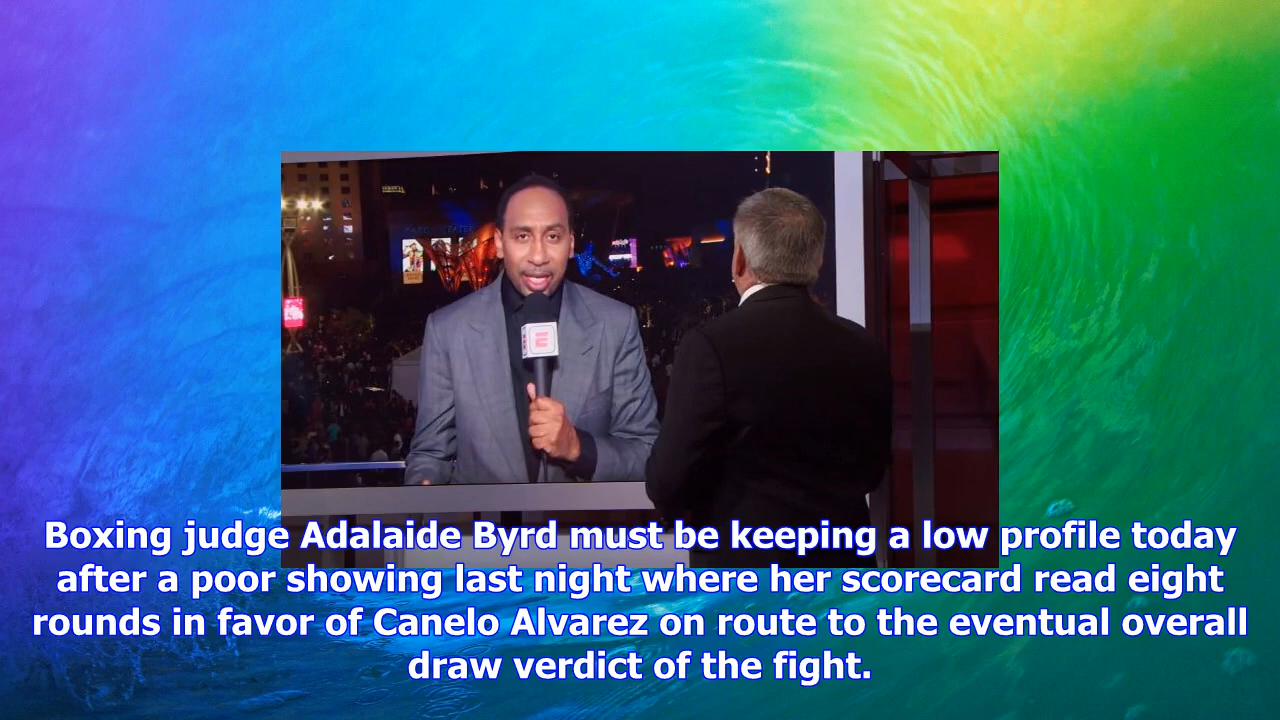 Boxing judge Adalaide Byrd must be keeping a low profile today
after a poor showing last night where her scorecard read eight
rounds in favor of Canelo Alvarez on route to the eventual overall
draw verdict of the fight.